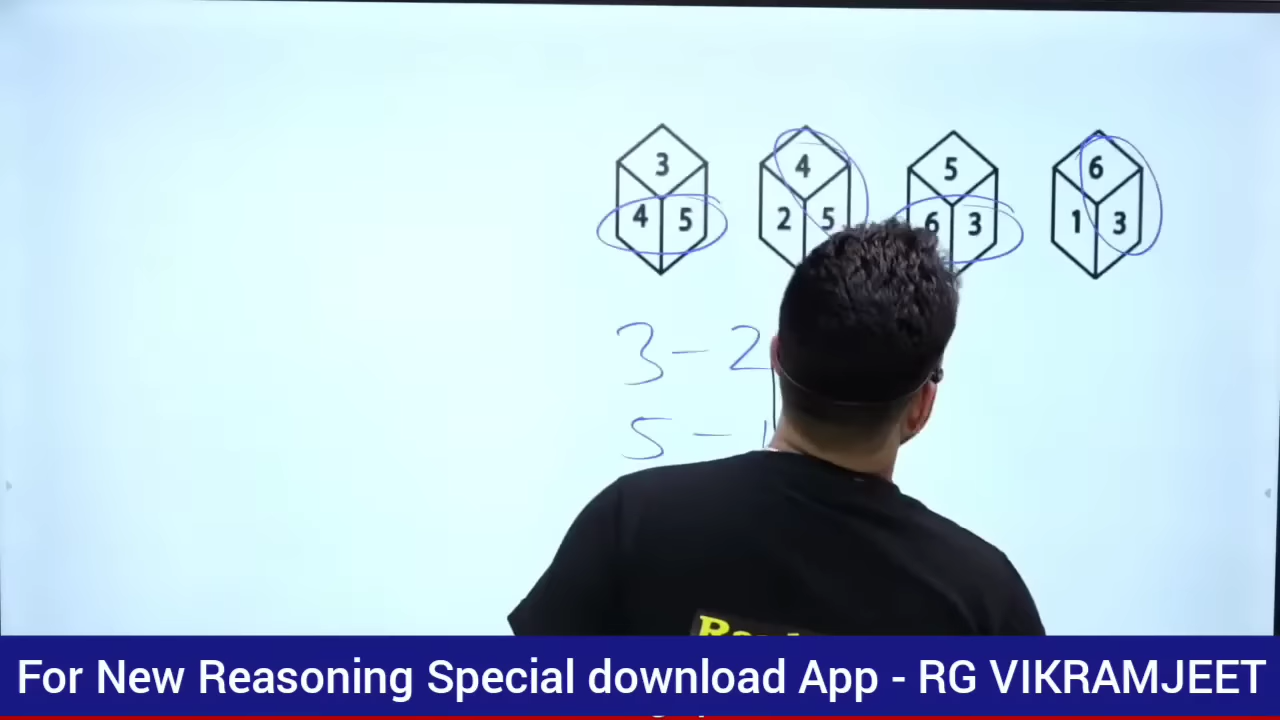 3 4 5 6
4 5 2 5 6 3 1 3
3 - 2
5 - 1
For New Reasoning Special download App - RG VIKRAMJEET